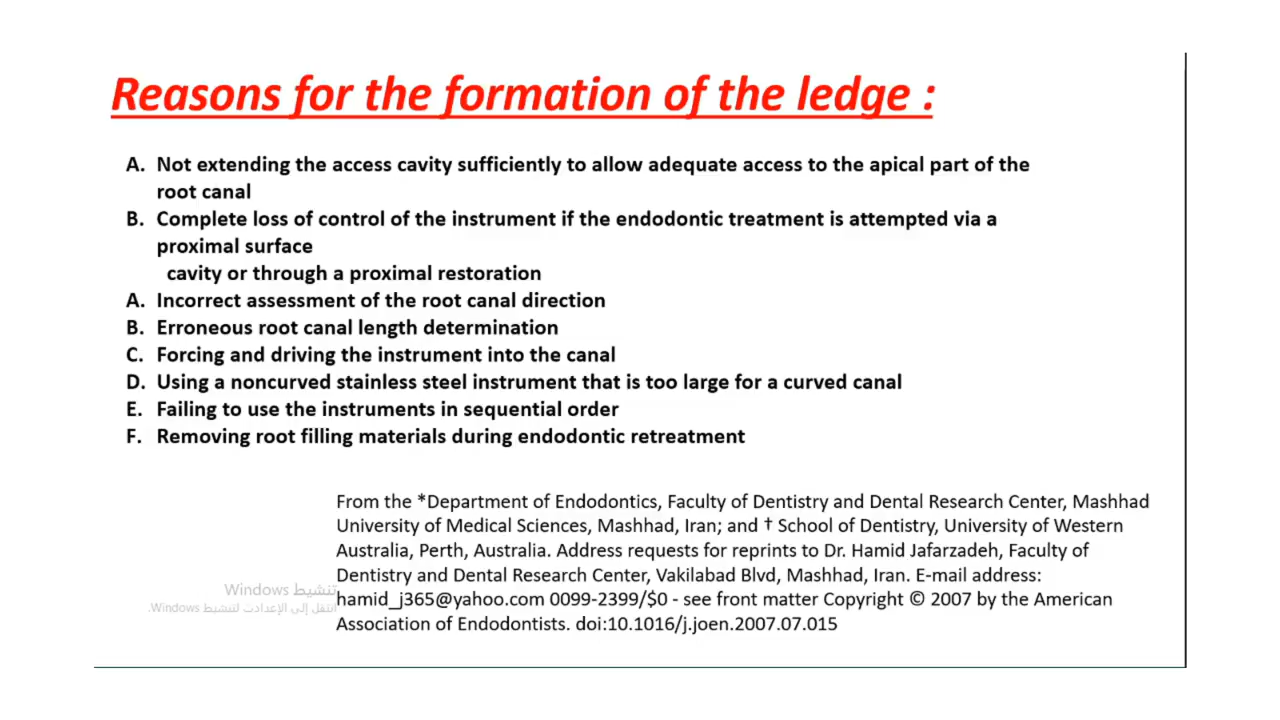 Reasons for the formation of the ledge :
A. Not extending the access cavity sufficiently to allow adequate access to the apical part of the
root canal
B. Complete loss of control of the instrument if the endodontic treatment is attempted via a
proximal surface
cavity or through a proximal restoration
A. Incorrect assessment of the root canal direction
B. Erroneous root canal length determination
C. Forcing and driving the instrument into the canal
D. Using a noncurved stainless steel instrument that is too large for a curved canal
E. Failing to use the instruments in sequential order
F. Removing root filling materials during endodontic retreatment
From the *Department of Endodontics, Faculty of Dentistry and Dental Research Center, Mashhad
University of Medical Sciences, Mashhad, Iran; and † School of Dentistry, University of Western
Australia, Perth, Australia. Address requests for reprints to Dr. Hamid Jafarzadeh, Faculty of
Dentistry and Dental Research Center, Vakilabad Blvd, Mashhad, Iran. E-mail address:
hamid_j365@yahoo.com 0099-2399/$0 - see front matter Copyright © 2007 by the American
Association of Endodontists. doi:10.1016/j.joen.2007.07.015
تنشيط Windows
انتقل إلى الإعدادات لتنشيط Windows.